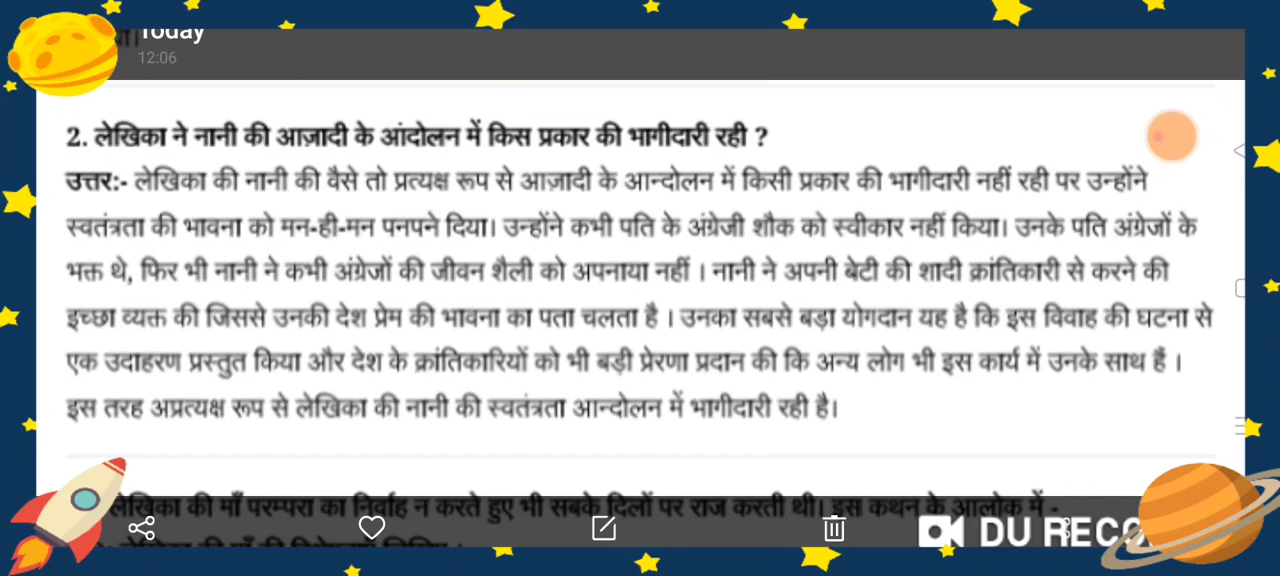 था।
Today
12:06
2. लेखिका ने नानी की आज़ादी के आंदोलन में किस प्रकार की भागीदारी रही ?
उत्तर:- लेखिका की नानी की वैसे तो प्रत्यक्ष रूप से आज़ादी के आन्दोलन में किसी प्रकार की भागीदारी नहीं रही पर उन्होंने
स्वतंत्रता की भावना को मन-ही-मन पनपने दिया। उन्होंने कभी पति के अंग्रेजी शौक को स्वीकार नहीं किया। उनके पति अंग्रेजों के
भक्त थे, फिर भी नानी ने कभी अंग्रेजों की जीवन शैली को अपनाया नहीं । नानी ने अपनी बेटी की शादी क्रांतिकारी से करने की
इच्छा व्यक्त की जिससे उनकी देश प्रेम की भावना का पता चलता है । उनका सबसे बड़ा योगदान यह है कि इस विवाह की घटना से
एक उदाहरण प्रस्तुत किया और देश के क्रांतिकारियों को भी बड़ी प्रेरणा प्रदान की कि अन्य लोग भी इस कार्य में उनके साथ हैं ।
इस तरह अप्रत्यक्ष रूप से लेखिका की नानी की स्वतंत्रता आन्दोलन में भागीदारी रही है।
लेखिका की माँ परम्परा का निर्वाह न करते हुए भी सबके दिलों पर राज करती थी। इस कथन के आलोक में -
DU RECO